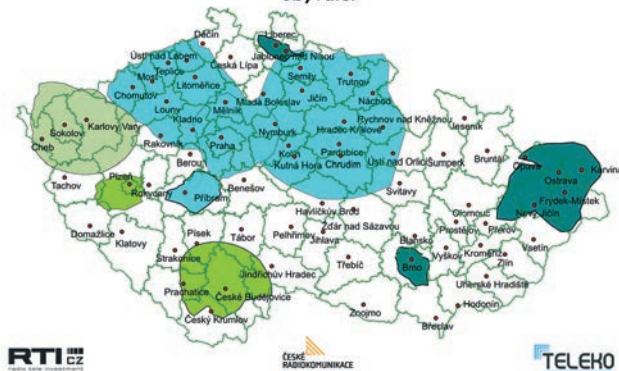 obyvatel
Děčín
Liberec
Ústí nad Labem
Jablonec nad Nisou
Teplice
Česká Lípa
Most
Semily
Litoměřice
Trutnov
Chomutov
Mladá Boleslav
Jičín
Louny
Mělník
Náchod
Karlovy Vary
Sokolov
Kladno
Rychnov nad Kněžnou
Nymburk
Hradec Králové
Cheb
Rakovník
Praha
Jeseník
Kolín
Pardubice
Beroun
Kutná Hora
Chrudim
Ústí nad Orlicí
Šumperk
Bruntál
Opava
Karviná
Plzeň
Ostrava
Tachov
Rokycany
Příbram
Benešov
Svitavy
Frýdek-Místek
Nový Jičín
Havlíčkův Brod
Olomouc
Domažlice
Písek
Žďár nad Sázavou
Prostějov
Přerov
Klatovy
Tábor
Pelhřimov
Jihlava
Blansko
Vsetín
Strakonice
Vyškov
Kroměříž
Třebíč
Brno
Zlín
Jindřichův Hradec
Prachatice
České Budějovice
Uherské Hradiště
Hodonín
Znojmo
Český Krumlov
Břeclav
RTI CZ
radio tele investments
ČESKÉ
RADIOKOMUNIKACE
TELEKO